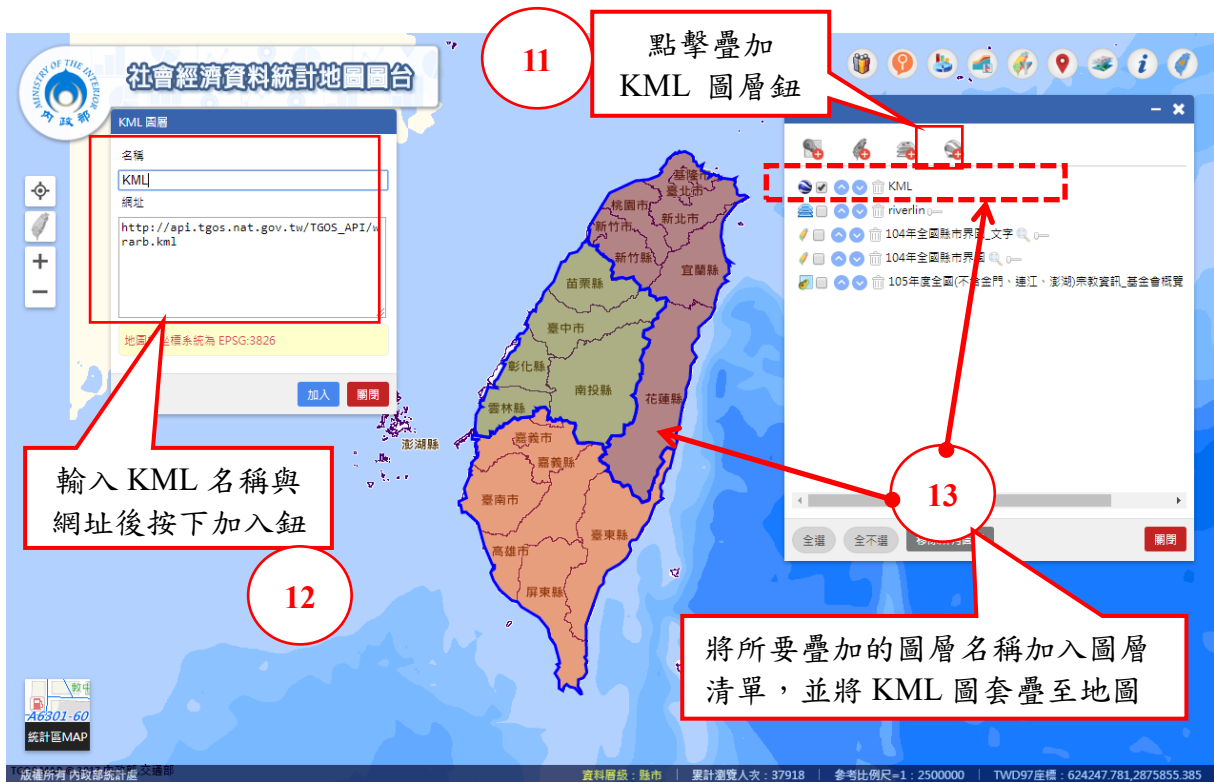 11
點擊疊加
KML 圖層鈕
MINISTRY OF THE INTERIOR
內政部
社會經濟資料統計地圖圖台
KML 圖層
名稱
KML
網址
http://api.tgos.nat.gov.tw/TGOS_API/w
rarb.kml
EPSG:3826
加入
關閉
輸入 KML 名稱與
網址後按下加入鈕
12
KML
riverlin
104年全國縣市界圖_文字
104年全國縣市界圖
105年度全國(不含金門、連江、澎湖)宗教資訊_基金會概覽
全選
全不選
關閉
13
將所要疊加的圖層名稱加入圖層
清單，並將 KML 圖套疊至地圖
基隆市
臺北市
桃園市
新北市
新竹市
新竹縣
宜蘭縣
苗栗縣
臺中市
彰化縣
南投縣
花蓮縣
雲林縣
澎湖縣
嘉義市
嘉義縣
臺南市
臺東縣
高雄市
屏東縣
A6301-60
統計區MAP
版權所有 內政部統計處
資料層級：縣市
累計瀏覽人次：37918
參考比例尺=1：2500000
TWD97座標：624247.781,2875855.385